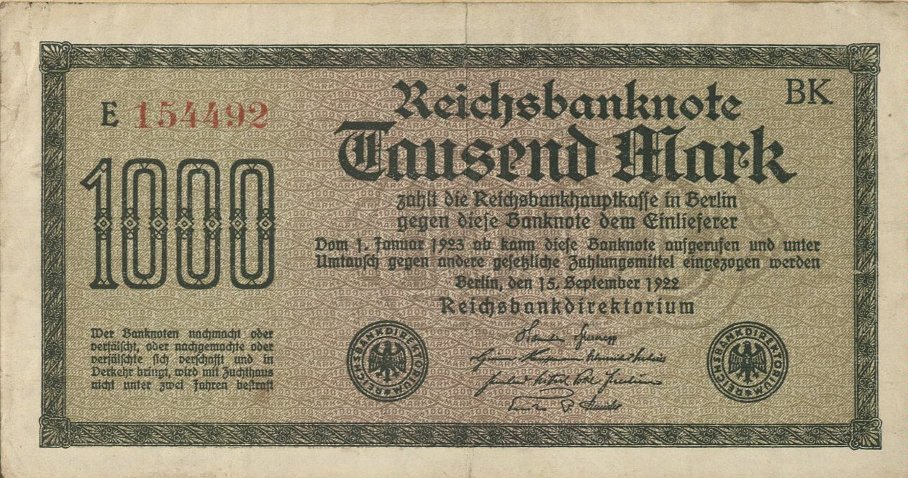 E 154492
BK
Reichsbanknote
Tausend Mark
1000
zahlt die Reichsbankhauptkasse in Berlin
gegen diese Banknote dem Einlieferer
Vom 1. Januar 1923 ab kann diese Banknote aufgerufen und unter
Umtausch gegen andere gesetzliche Zahlungsmittel eingezogen werden
Berlin, den 15. September 1922
Reichsbankdirektorium
Wer Banknoten nachmacht oder
verfälscht, oder nachgemachte oder
verfälschte sich verschafft und in
Verkehr bringt, wird mit Zuchthaus
nicht unter zwei Jahren bestraft
REICHSBANKDIREKTORIUM
REICHSBANKDIREKTORIUM